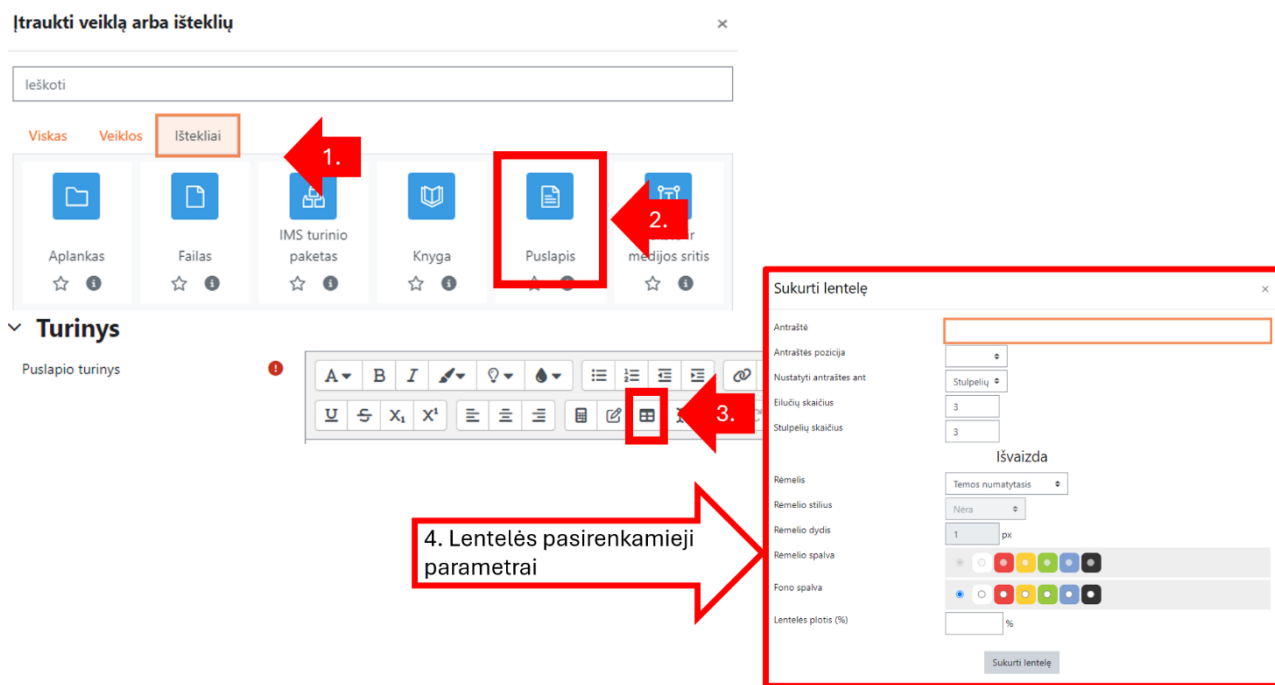 Įtraukti veiklą arba išteklių
×
Ieškoti
Viskas Veiklos Ištekliai
1.
2.
IMS turinio
ir
Aplankas Failas paketas Knyga Puslapis medijos sritis
Turinys
Puslapio turinys
A B I
U S X₁ X¹
3.
4. Lentelės pasirenkamieji
parametrai
Sukurti lentelę
×
Antraštė
Antraštės pozicija
Nustatyti antraštes ant Stulpelių
Eilučių skaičius 3
Stulpelių skaičius 3
Išvaizda
Rėmelis Temos numatytasis
Rėmelio stilius Nėra
Rėmelio dydis 1 px
Rėmelio spalva
Fono spalva
Lentelės plotis (%) %
Sukurti lentelę